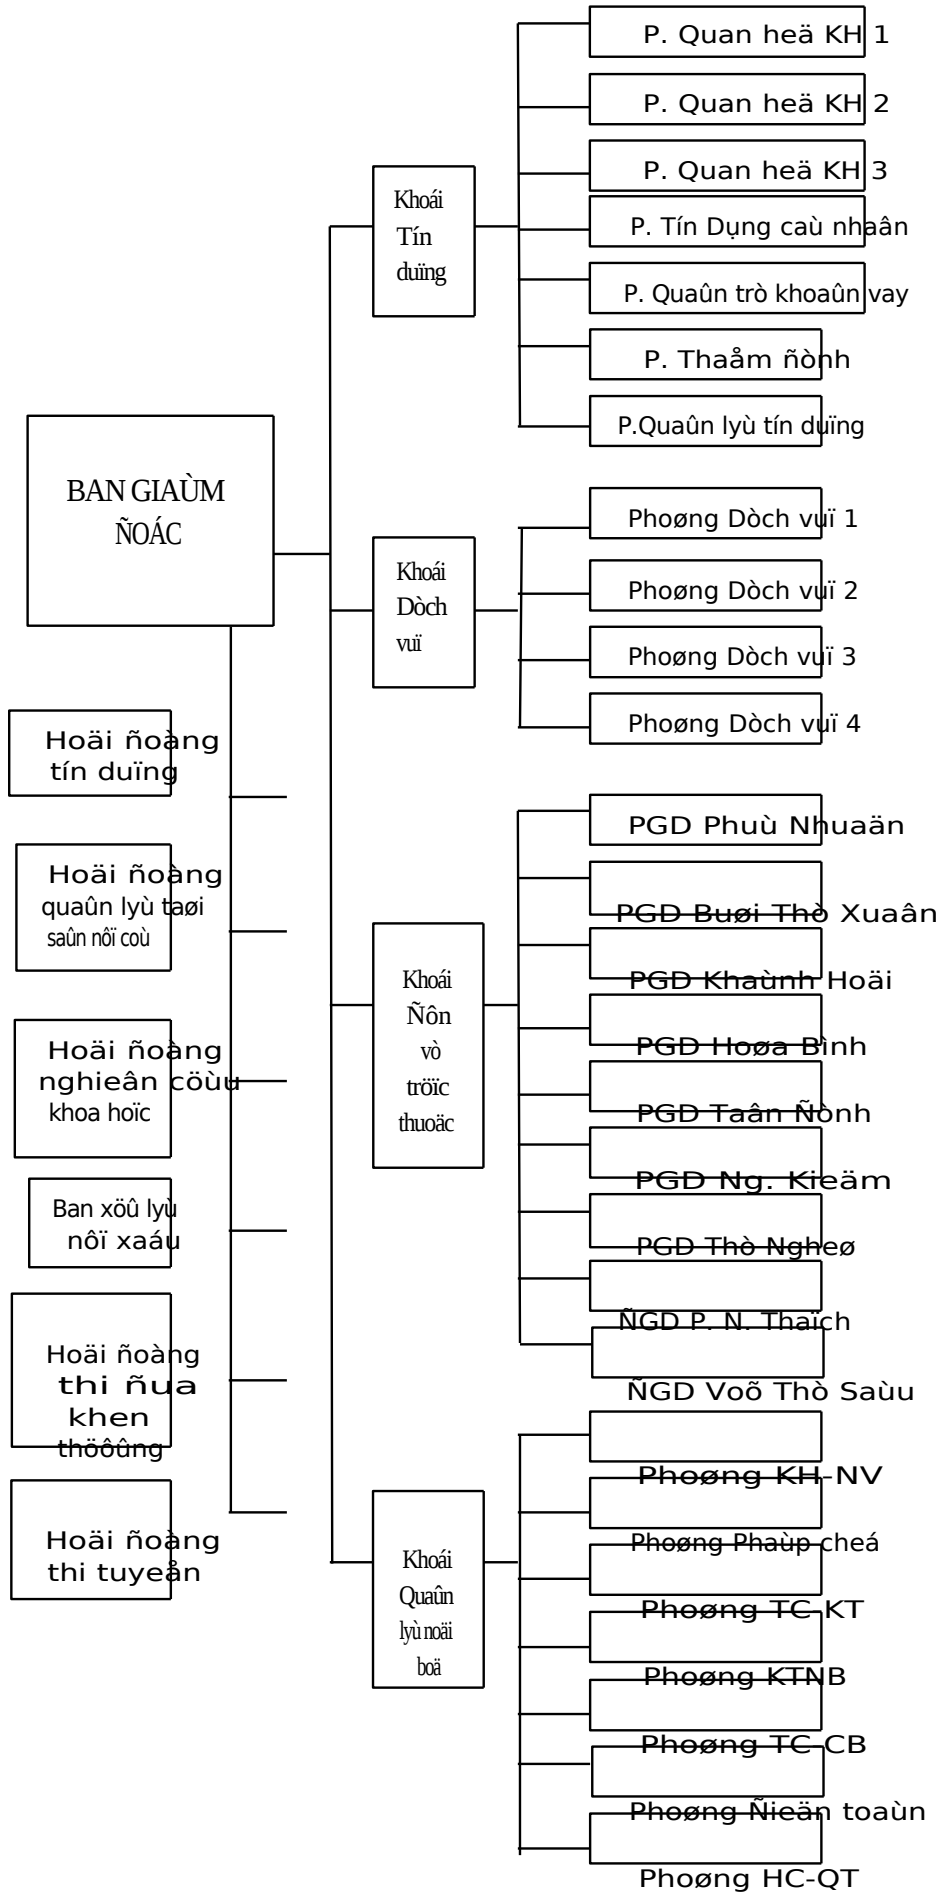 P. Quan heä KH 1
P. Quan heä KH 2
P. Quan heä KH 3
P. Tín Dụng caù nhaân
P. Quaûn trò khoaûn vay
P. Thaåm ñònh
P.Quaûn lyù tín duïng
Khoái
Tín
duïng
BAN GIAÙM
ÑOÁC
Phoøng Dòch vuï 1
Phoøng Dòch vuï 2
Phoøng Dòch vuï 3
Phoøng Dòch vuï 4
Khoái
Dòch
vuï
Hoäi ñoàng
tín duïng
Hoäi ñoàng
quaûn lyù taøi
saûn nôï coù
Hoäi ñoàng
nghieân cöùu
khoa hoïc
Ban xöû lyù
nôï xaáu
Hoäi ñoàng
thi ñua
khen
thöôûng
Hoäi ñoàng
thi tuyeån
Khoái
Ñôn
vò
tröïc
thuoäc
PGD Phuù Nhuaän
PGD Buøi Thò Xuaân
PGD Khaùnh Hoäi
PGD Hoøa Bình
PGD Taân Ñònh
PGD Ng. Kieäm
PGD Thò Ngheø
ÑGD P. N. Thaïch
ÑGD Voõ Thò Saùu
Khoái
Quaûn
lyù noäi
boä
Phoøng KH-NV
Phoøng Phaùp cheá
Phoøng TC-KT
Phoøng KTNB
Phoøng TC-CB
Phoøng Ñieän toaùn
Phoøng HC-QT